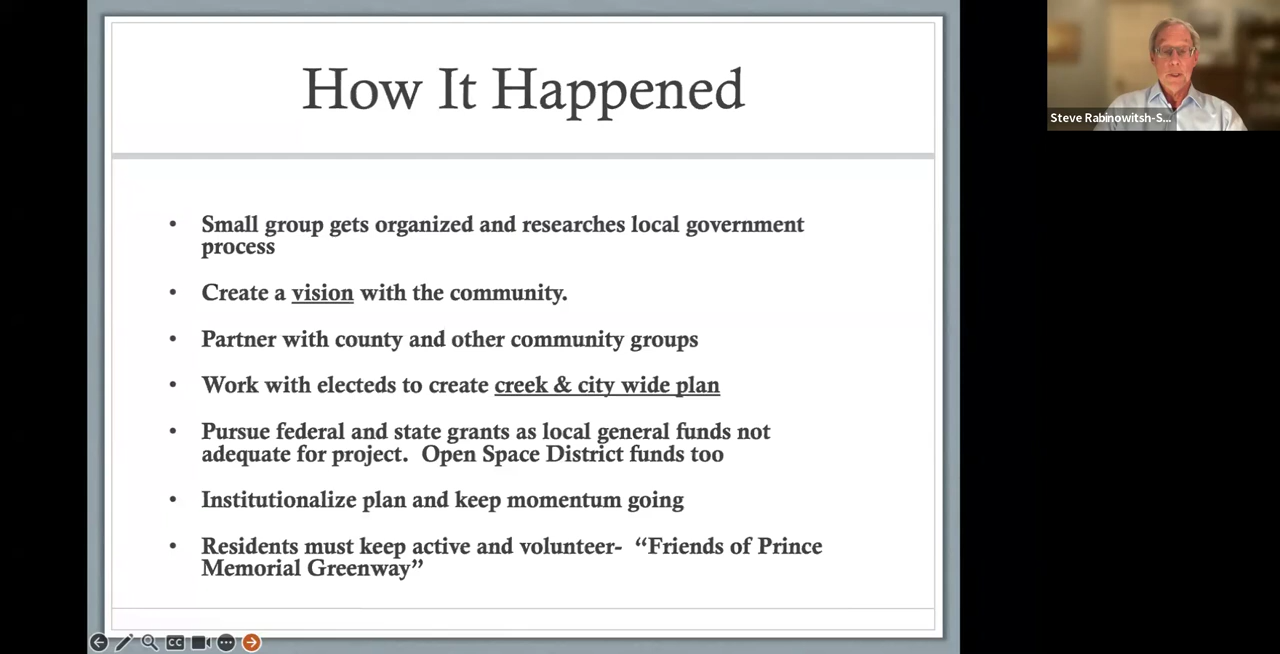 How It Happened
• Small group gets organized and researches local government
process
• Create a vision with the community.
• Partner with county and other community groups
• Work with electeds to create creek & city wide plan
• Pursue federal and state grants as local general funds not
adequate for project.  Open Space District funds too
• Institutionalize plan and keep momentum going
• Residents must keep active and volunteer-  “Friends of Prince
Memorial Greenway”
Steve Rabinowitsh-S...
CC